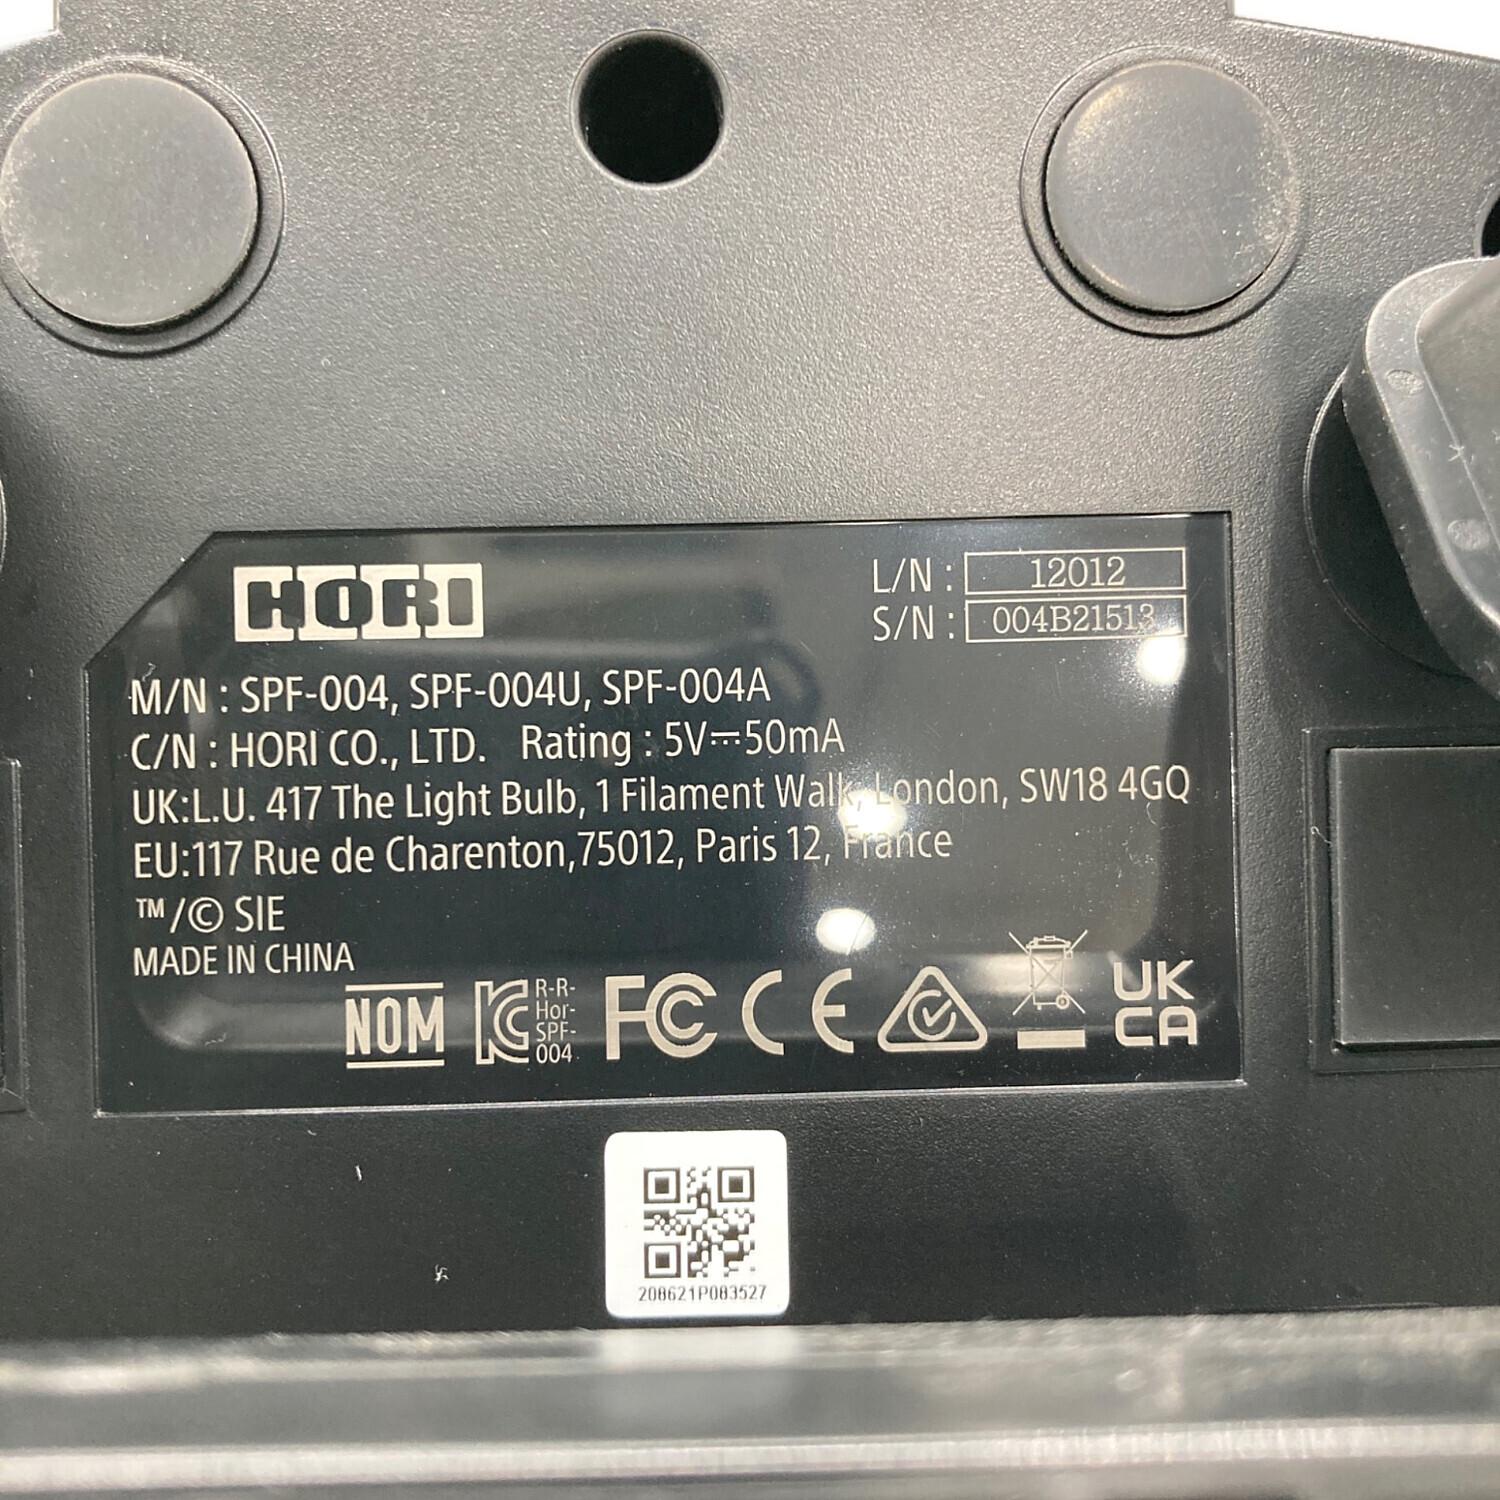 HORI
L/N : 12012
S/N : 004B21513
M/N : SPF-004, SPF-004U, SPF-004A
C/N : HORI CO., LTD. Rating : 5V⎓50mA
UK:L.U. 417 The Light Bulb, 1 Filament Walk, London, SW18 4GQ
EU:117 Rue de Charenton,75012, Paris 12, France
™/© SIE
MADE IN CHINA
NOM
KC
R-R-
Hor-
SPF-
004
FC CE
UK
CA
208621P083527